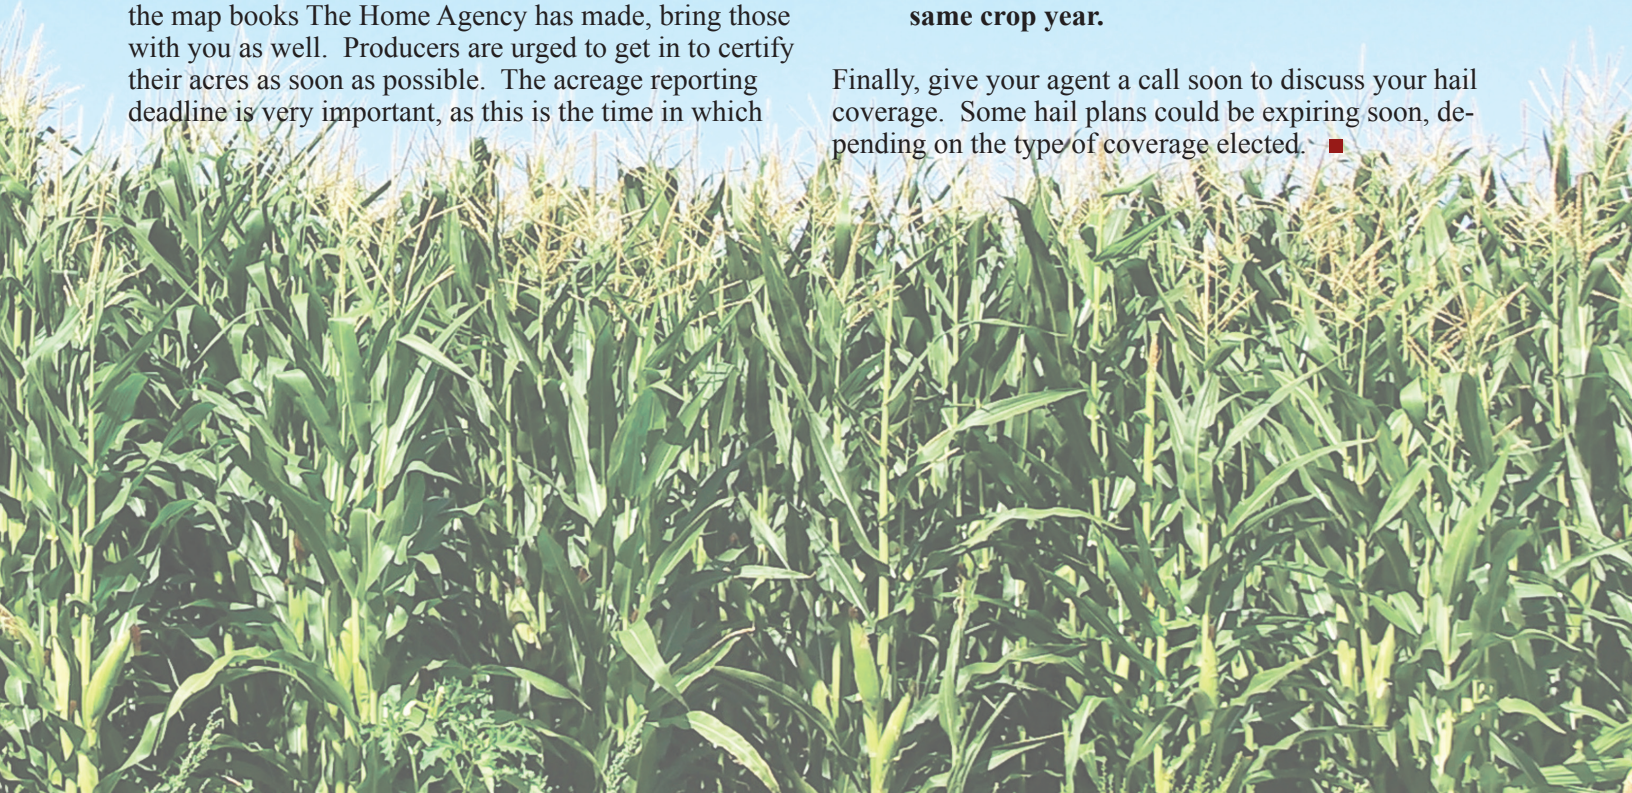 the map books The Home Agency has made, bring those
with you as well.  Producers are urged to get in to certify
their acres as soon as possible.  The acreage reporting
deadline is very important, as this is the time in which
same crop year.
Finally, give your agent a call soon to discuss your hail
coverage.  Some hail plans could be expiring soon, de-
pending on the type of coverage elected.